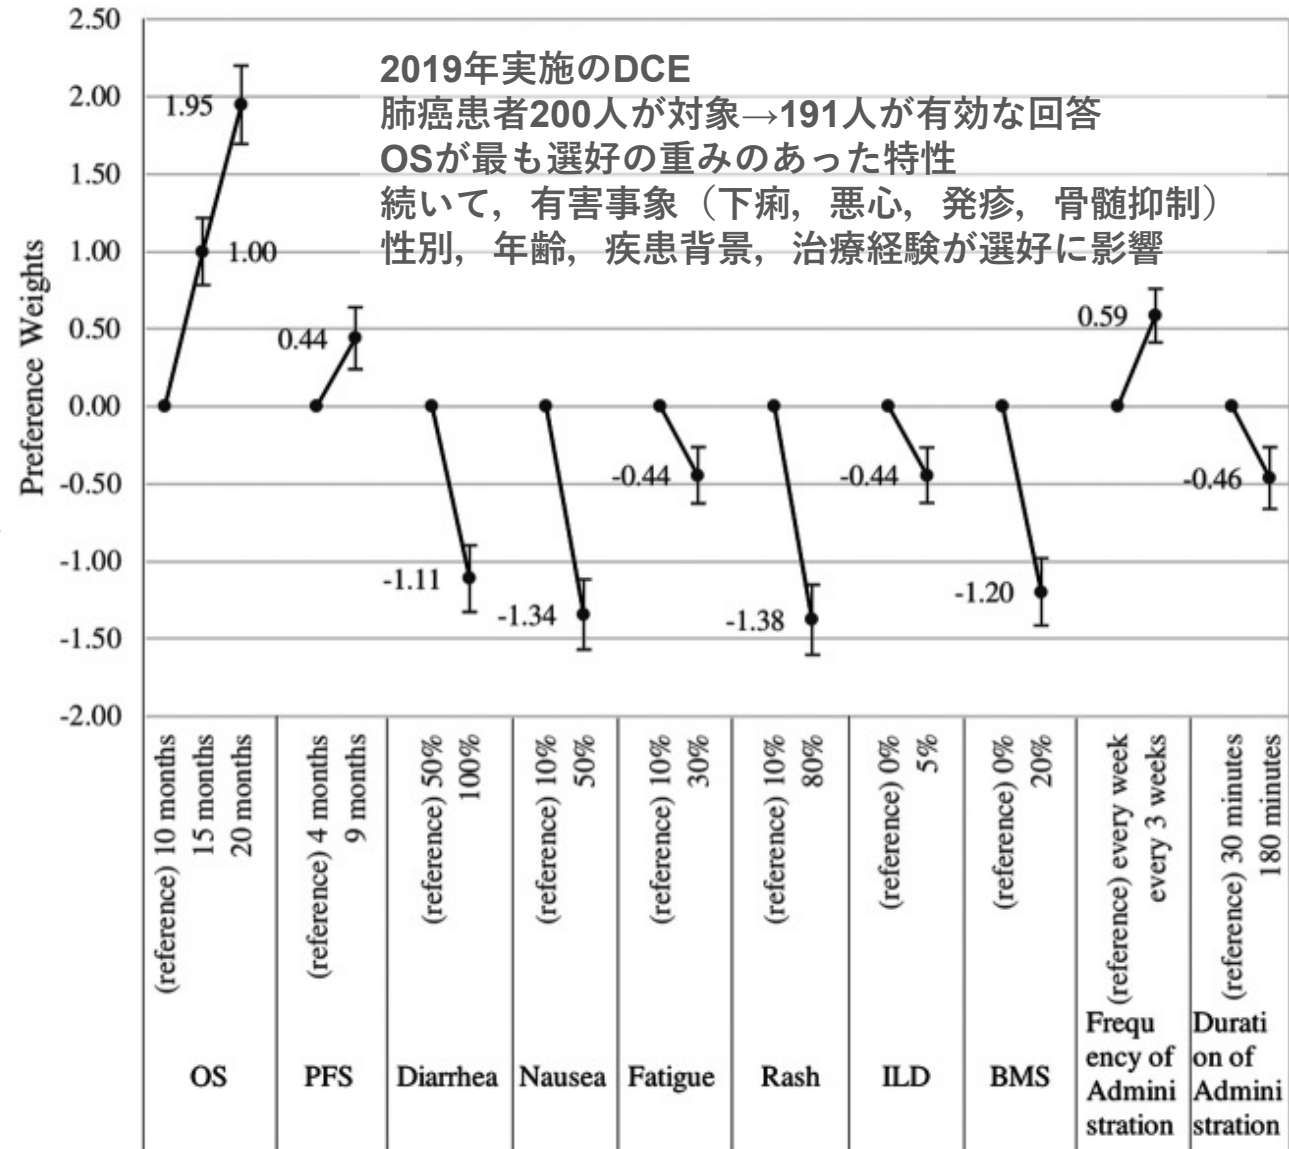 2.50
2.00
1.50
1.00
0.50
0.00
-0.50
-1.00
-1.50
-2.00
Preference Weights
2019年実施のDCE
肺癌患者200人が対象→191人が有効な回答
OSが最も選好の重みのあった特性
続いて，有害事象（下痢，悪心，発疹，骨髄抑制）
性別，年齢，疾患背景，治療経験が選好に影響
1.95
1.00
0.44
-1.11
-1.34
-0.44
-1.38
-0.44
-1.20
0.59
-0.46
(reference) 10 months
15 months
20 months
(reference) 4 months
9 months
(reference) 50%
100%
(reference) 10%
50%
(reference) 10%
30%
(reference) 10%
80%
(reference) 0%
5%
(reference) 0%
20%
(reference) every week
every 3 weeks
(reference) 30 minutes
180 minutes
OS
PFS
Diarrhea
Nausea
Fatigue
Rash
ILD
BMS
Frequ
ency of
Admini
stration
Durati
on of
Admini
stration